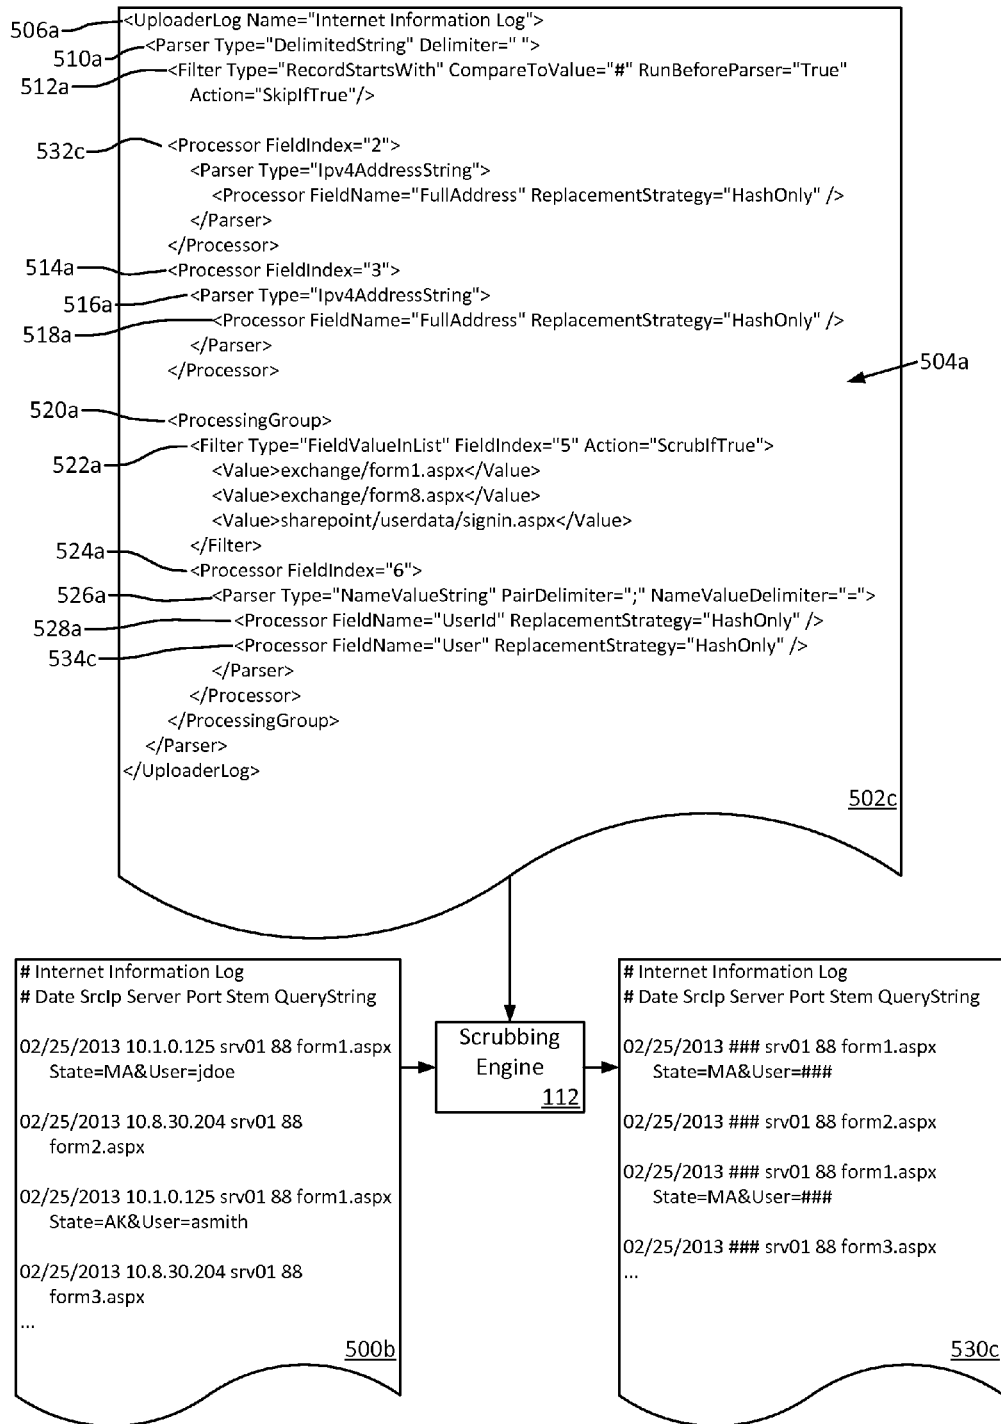 506a
<UploaderLog Name="Internet Information Log">
510a
<Parser Type="DelimitedString" Delimiter=" ">
512a
<Filter Type="RecordStartsWith" CompareToValue="#" RunBeforeParser="True"
Action="SkipIfTrue"/>
532c
<Processor FieldIndex="2">
<Parser Type="Ipv4AddressString">
<Processor FieldName="FullAddress" ReplacementStrategy="HashOnly" />
</Parser>
</Processor>
514a
<Processor FieldIndex="3">
516a
<Parser Type="Ipv4AddressString">
518a
<Processor FieldName="FullAddress" ReplacementStrategy="HashOnly" />
</Parser>
</Processor>
504a
520a
<ProcessingGroup>
522a
<Filter Type="FieldValueInList" FieldIndex="5" Action="ScrubIfTrue">
<Value>exchange/form1.aspx</Value>
<Value>exchange/form8.aspx</Value>
<Value>sharepoint/userdata/signin.aspx</Value>
</Filter>
524a
<Processor FieldIndex="6">
526a
<Parser Type="NameValueString" PairDelimiter=";" NameValueDelimiter="=">
528a
<Processor FieldName="UserId" ReplacementStrategy="HashOnly" />
534c
<Processor FieldName="User" ReplacementStrategy="HashOnly" />
</Parser>
</Processor>
</ProcessingGroup>
</Parser>
</UploaderLog>
502c
# Internet Information Log
# Date SrcIp Server Port Stem QueryString
02/25/2013 10.1.0.125 srv01 88 form1.aspx
State=MA&User=jdoe
02/25/2013 10.8.30.204 srv01 88
form2.aspx
02/25/2013 10.1.0.125 srv01 88 form1.aspx
State=AK&User=asmith
02/25/2013 10.8.30.204 srv01 88
form3.aspx
...
500b
Scrubbing
Engine
112
# Internet Information Log
# Date SrcIp Server Port Stem QueryString
02/25/2013 ### srv01 88 form1.aspx
State=MA&User=###
02/25/2013 ### srv01 88 form2.aspx
02/25/2013 ### srv01 88 form1.aspx
State=MA&User=###
02/25/2013 ### srv01 88 form3.aspx
...
530c